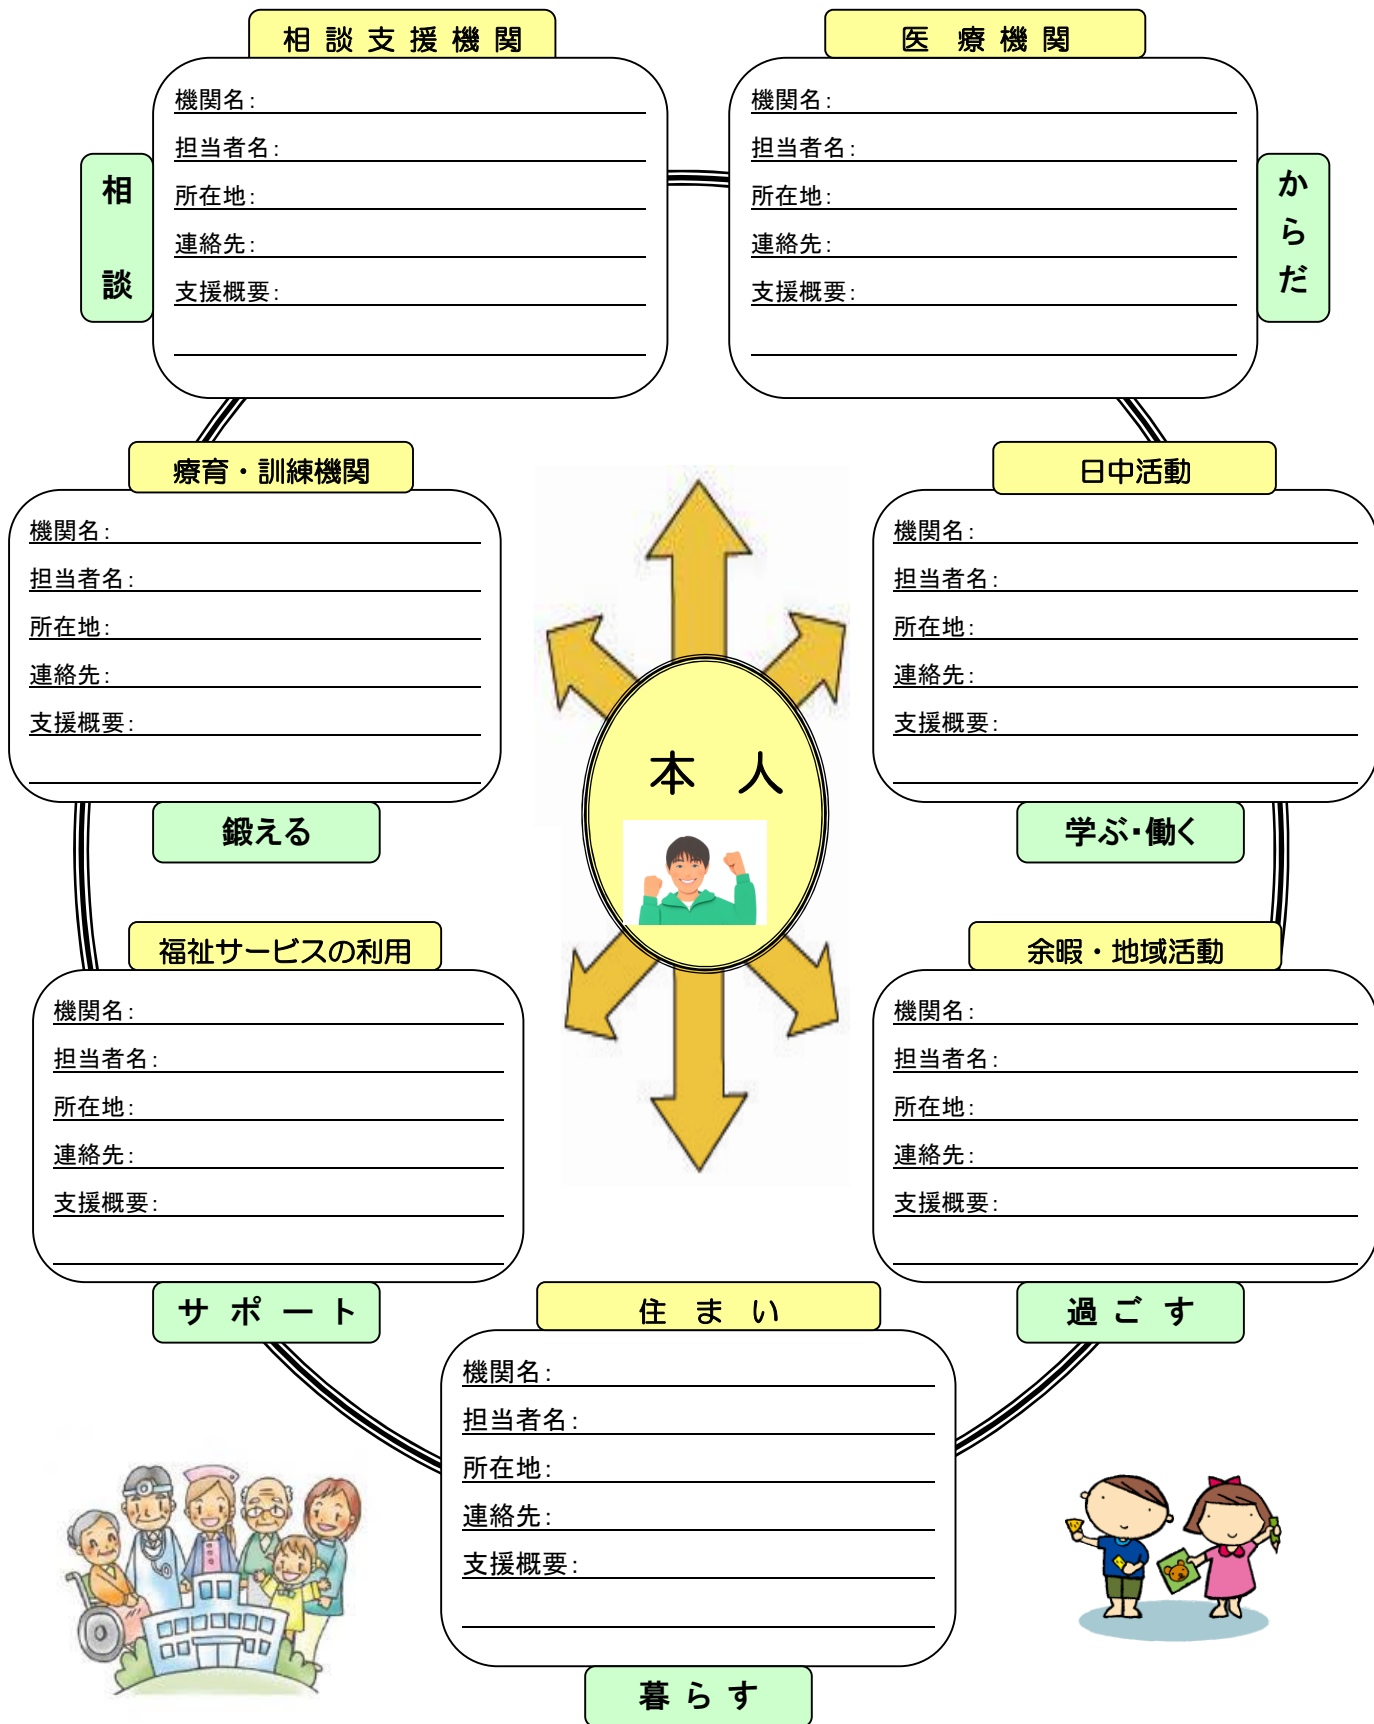 相談支援機関
機関名：
担当者名：
所在地：
連絡先：
支援概要：
相談
医療機関
機関名：
担当者名：
所在地：
連絡先：
支援概要：
からだ
療育・訓練機関
機関名：
担当者名：
所在地：
連絡先：
支援概要：
鍛える
本人
日中活動
機関名：
担当者名：
所在地：
連絡先：
支援概要：
学ぶ・働く
福祉サービスの利用
機関名：
担当者名：
所在地：
連絡先：
支援概要：
サポート
余暇・地域活動
機関名：
担当者名：
所在地：
連絡先：
支援概要：
過ごす
住まい
機関名：
担当者名：
所在地：
連絡先：
支援概要：
暮らす